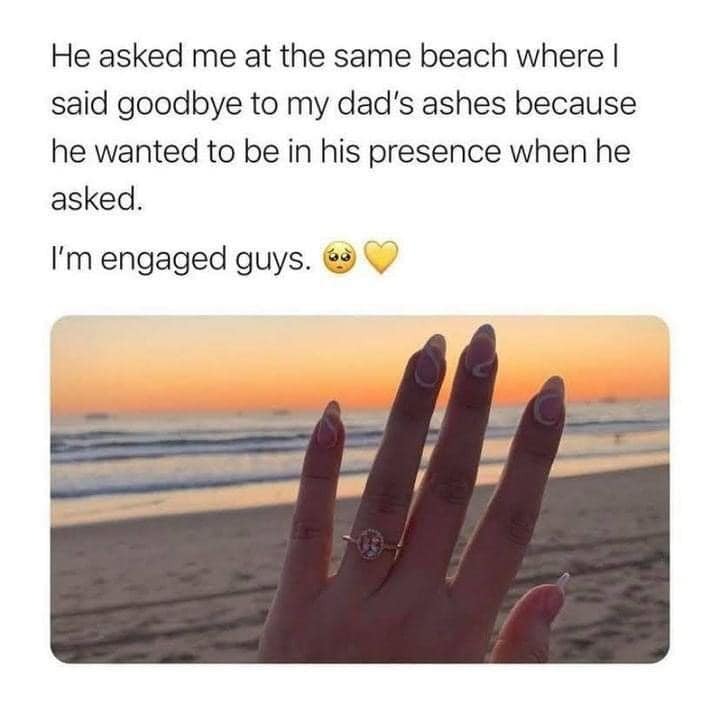 He asked me at the same beach where I
said goodbye to my dad’s ashes because
he wanted to be in his presence when he
asked.
I’m engaged guys. 🥺💛